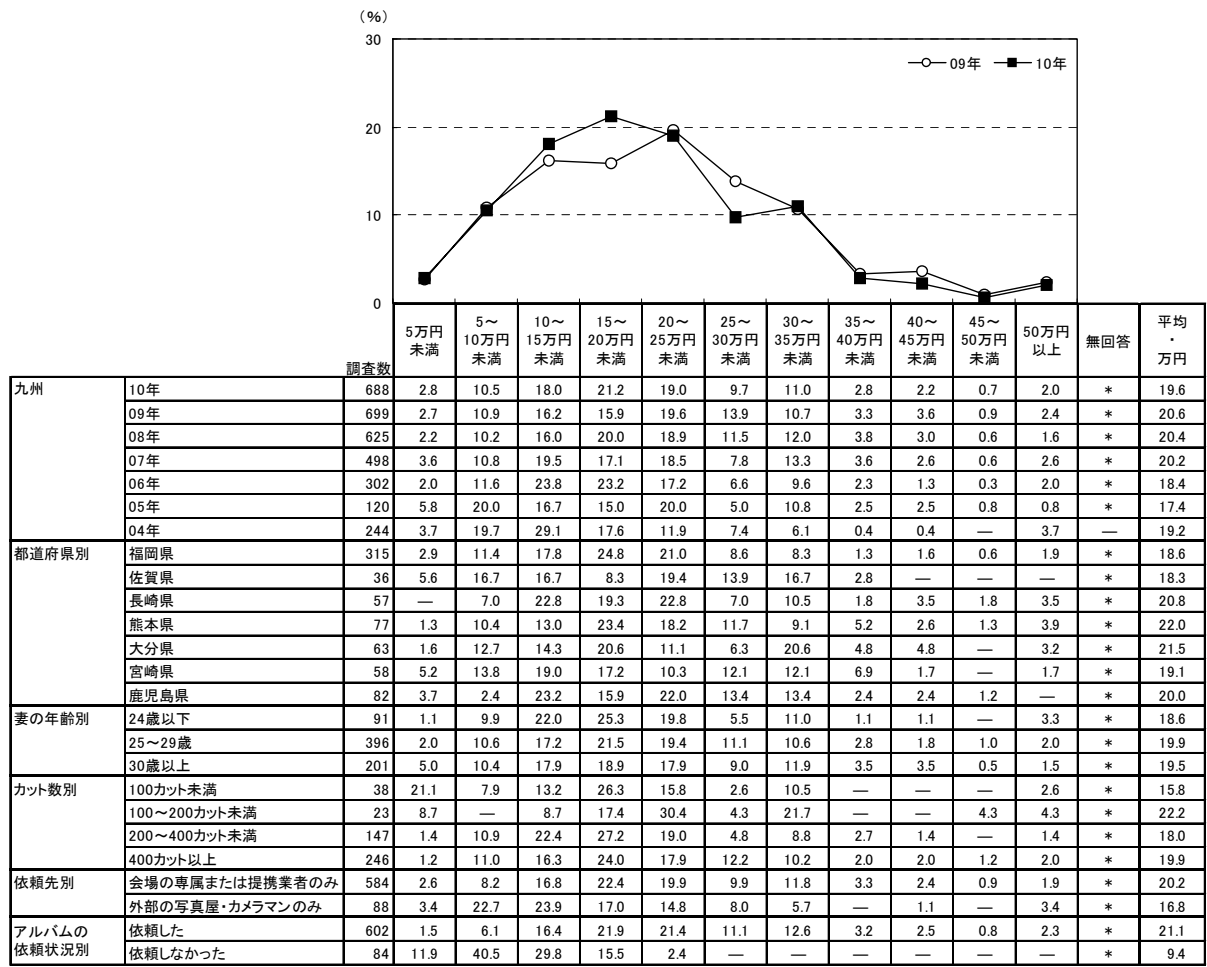 （%）
30
20
10
0
09年 10年
調査数 5万円未満 5～10万円未満 10～15万円未満 15～20万円未満 20～25万円未満 25～30万円未満 30～35万円未満 35～40万円未満 40～45万円未満 45～50万円未満 50万円以上 無回答 平均・万円
九州 10年 688 2.8 10.5 18.0 21.2 19.0 9.7 11.0 2.8 2.2 0.7 2.0 * 19.6
09年 699 2.7 10.9 16.2 15.9 19.6 13.9 10.7 3.3 3.6 0.9 2.4 * 20.6
08年 625 2.2 10.2 16.0 20.0 18.9 11.5 12.0 3.8 3.0 0.6 1.6 * 20.4
07年 498 3.6 10.8 19.5 17.1 18.5 7.8 13.3 3.6 2.6 0.6 2.6 * 20.2
06年 302 2.0 11.6 23.8 23.2 17.2 6.6 9.6 2.3 1.3 0.3 2.0 * 18.4
05年 120 5.8 20.0 16.7 15.0 20.0 5.0 10.8 2.5 2.5 0.8 0.8 * 17.4
04年 244 3.7 19.7 29.1 17.6 11.9 7.4 6.1 0.4 0.4 ― 3.7 ― 19.2
都道府県別 福岡県 315 2.9 11.4 17.8 24.8 21.0 8.6 8.3 1.3 1.6 0.6 1.9 * 18.6
佐賀県 36 5.6 16.7 16.7 8.3 19.4 13.9 16.7 2.8 ― ― ― * 18.3
長崎県 57 ― 7.0 22.8 19.3 22.8 7.0 10.5 1.8 3.5 1.8 3.5 * 20.8
熊本県 77 1.3 10.4 13.0 23.4 18.2 11.7 9.1 5.2 2.6 1.3 3.9 * 22.0
大分県 63 1.6 12.7 14.3 20.6 11.1 6.3 20.6 4.8 4.8 ― 3.2 * 21.5
宮崎県 58 5.2 13.8 19.0 17.2 10.3 12.1 12.1 6.9 1.7 ― 1.7 * 19.1
鹿児島県 82 3.7 2.4 23.2 15.9 22.0 13.4 13.4 2.4 2.4 1.2 ― * 20.0
妻の年齢別 24歳以下 91 1.1 9.9 22.0 25.3 19.8 5.5 11.0 1.1 1.1 ― 3.3 * 18.6
25～29歳 396 2.0 10.6 17.2 21.5 19.4 11.1 10.6 2.8 1.8 1.0 2.0 * 19.9
30歳以上 201 5.0 10.4 17.9 18.9 17.9 9.0 11.9 3.5 3.5 0.5 1.5 * 19.5
カット数別 100カット未満 38 21.1 7.9 13.2 26.3 15.8 2.6 10.5 ― ― ― 2.6 * 15.8
100～200カット未満 23 8.7 ― 8.7 17.4 30.4 4.3 21.7 ― ― 4.3 4.3 * 22.2
200～400カット未満 147 1.4 10.9 22.4 27.2 19.0 4.8 8.8 2.7 1.4 ― 1.4 * 18.0
400カット以上 246 1.2 11.0 16.3 24.0 17.9 12.2 10.2 2.0 2.0 1.2 2.0 * 19.9
依頼先別 会場の専属または提携業者のみ 584 2.6 8.2 16.8 22.4 19.9 9.9 11.8 3.3 2.4 0.9 1.9 * 20.2
外部の写真屋・カメラマンのみ 88 3.4 22.7 23.9 17.0 14.8 8.0 5.7 ― 1.1 ― 3.4 * 16.8
アルバムの依頼状況別 依頼した 602 1.5 6.1 16.4 21.9 21.4 11.1 12.6 3.2 2.5 0.8 2.3 * 21.1
依頼しなかった 84 11.9 40.5 29.8 15.5 2.4 ― ― ― ― ― ― * 9.4